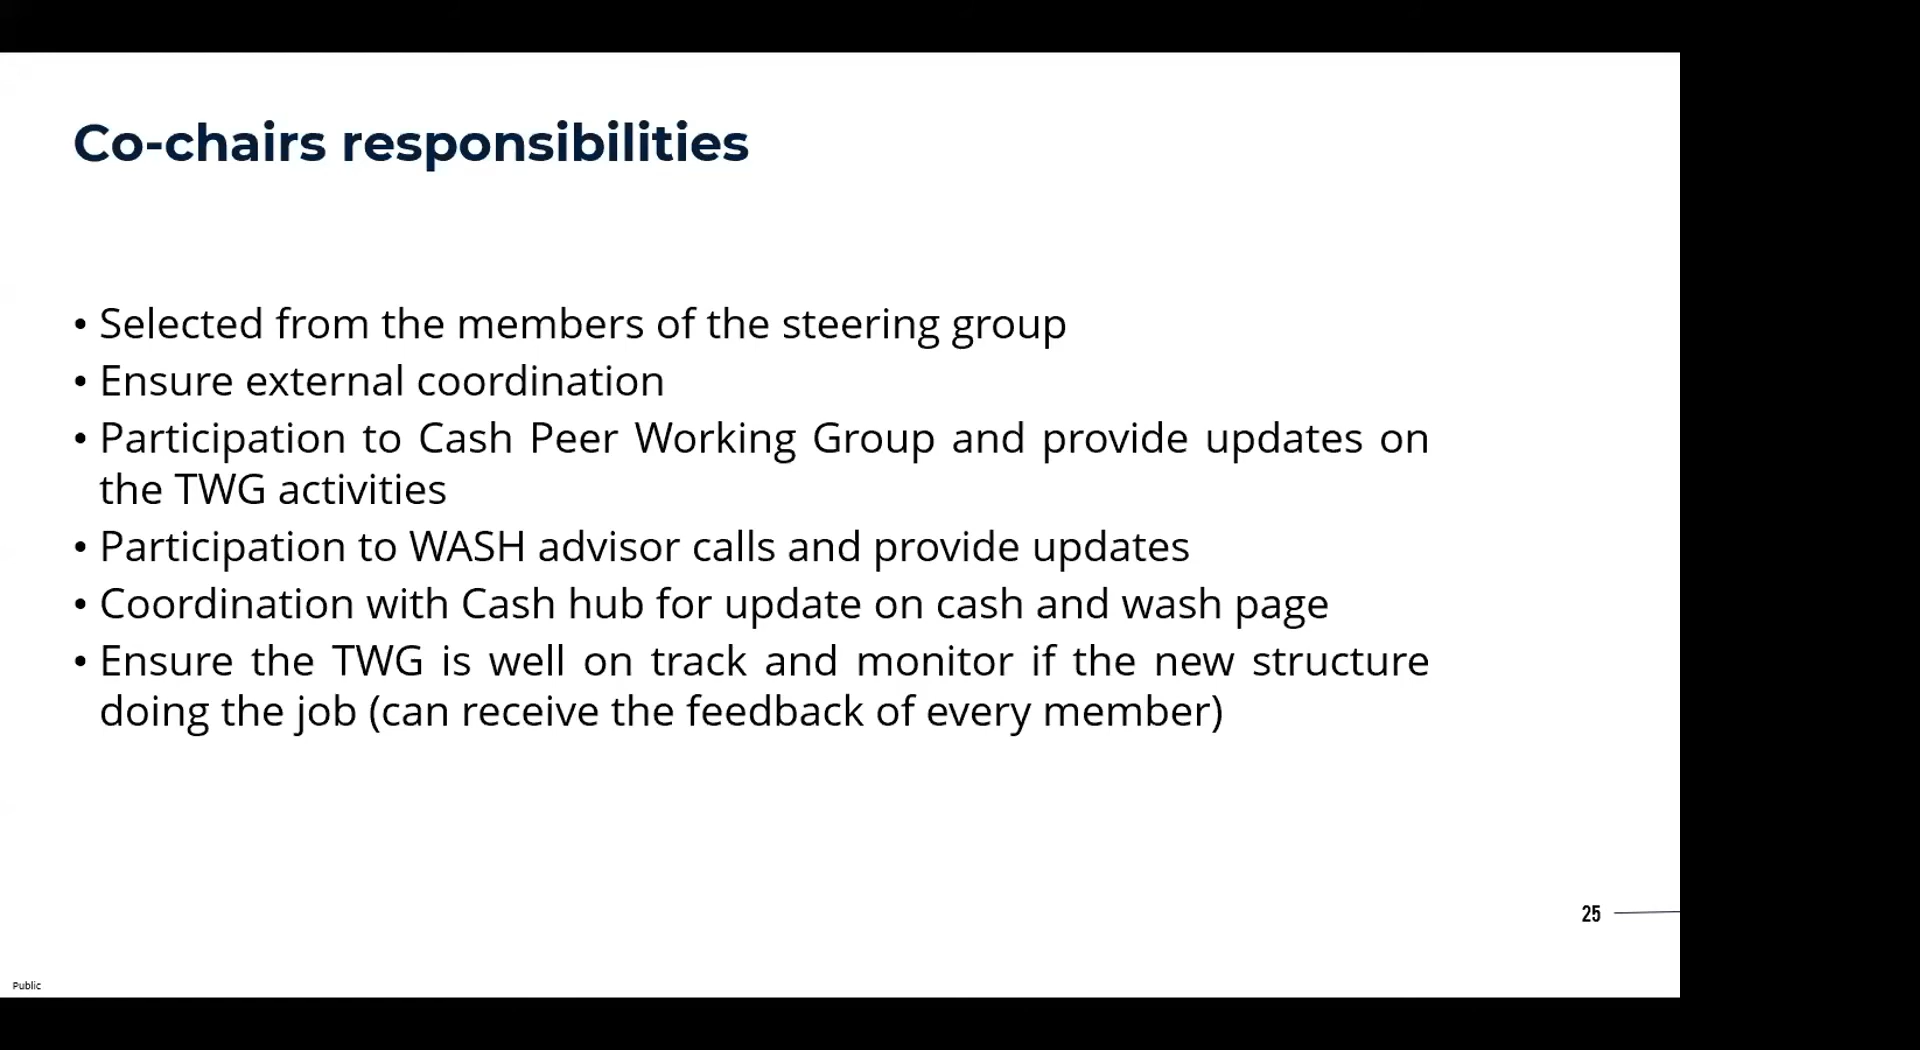 Co-chairs responsibilities
• Selected from the members of the steering group
• Ensure external coordination
• Participation to Cash Peer Working Group and provide updates on
the TWG activities
• Participation to WASH advisor calls and provide updates
• Coordination with Cash hub for update on cash and wash page
• Ensure the TWG is well on track and monitor if the new structure
doing the job (can receive the feedback of every member)
25
Public